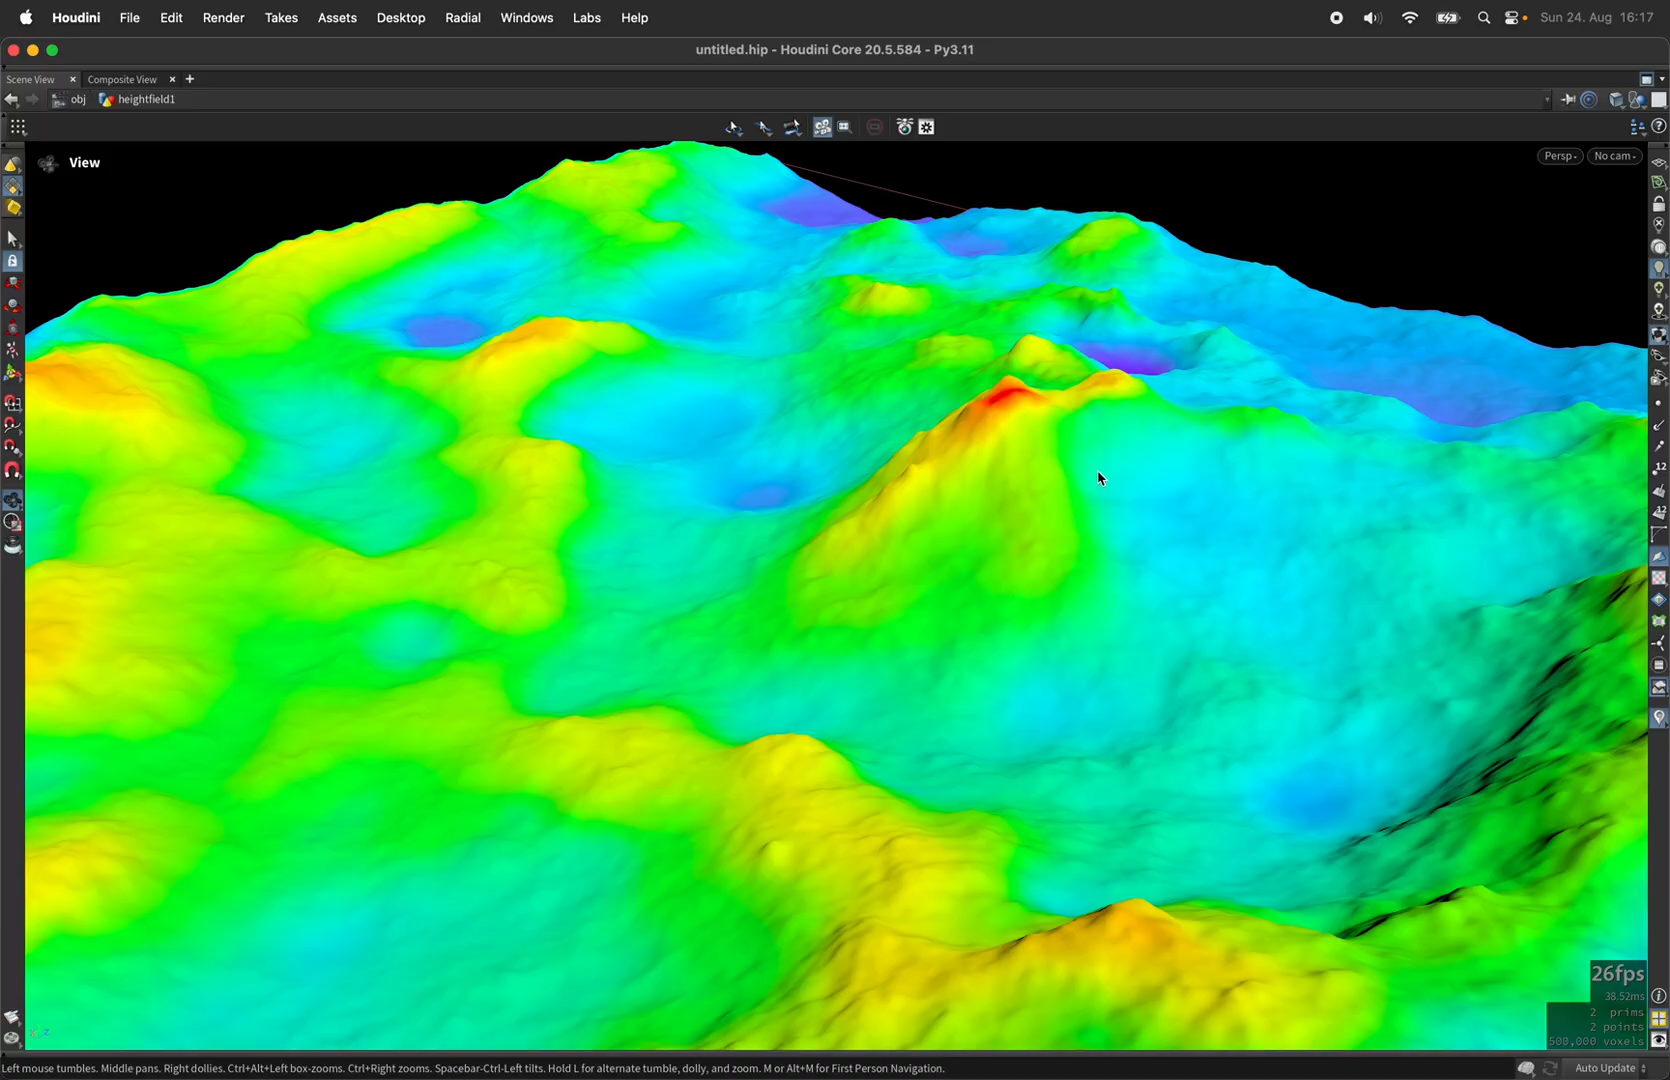 Houdini File Edit Render Takes Assets Desktop Radial Windows Labs Help Sun 24. Aug 16:17
untitled.hip - Houdini Core 20.5.584 - Py3.11
Scene View Composite View
obj heightfield1
View
Persp No cam
12
12
26fps
38.52ms
2 prims
2 points
500,000 voxels
Left mouse tumbles. Middle pans. Right dollies. Ctrl+Alt+Left box-zooms. Ctrl+Right zooms. Spacebar-Ctrl-Left tilts. Hold L for alternate tumble, dolly, and zoom. M or Alt+M for First Person Navigation. Auto Update